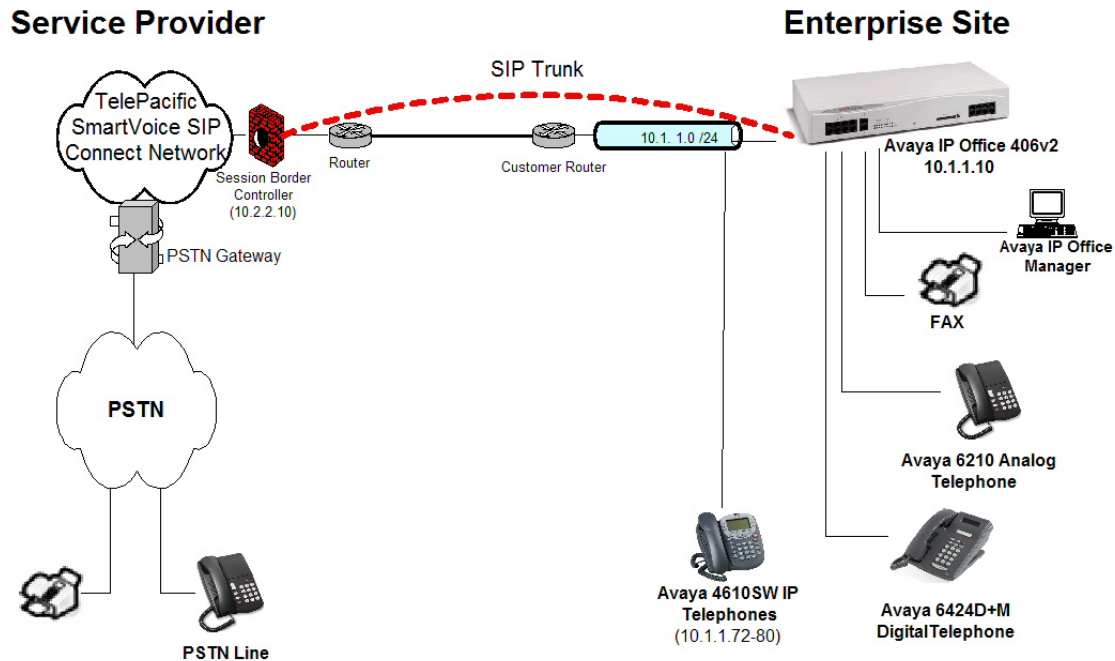 Service Provider
Enterprise Site
SIP Trunk
TelePacific
SmartVoice SIP
Connect Network
Router
Customer Router
10.1. 1.0 /24
Avaya IP Office 406v2
10.1.1.10
Session Border
Controller
(10.2.2.10)
PSTN Gateway
Avaya IP Office
Manager
FAX
PSTN
Avaya 6210 Analog
Telephone
Avaya 4610SW IP
Telephones
(10.1.1.72-80)
Avaya 6424D+M
DigitalTelephone
PSTN Line